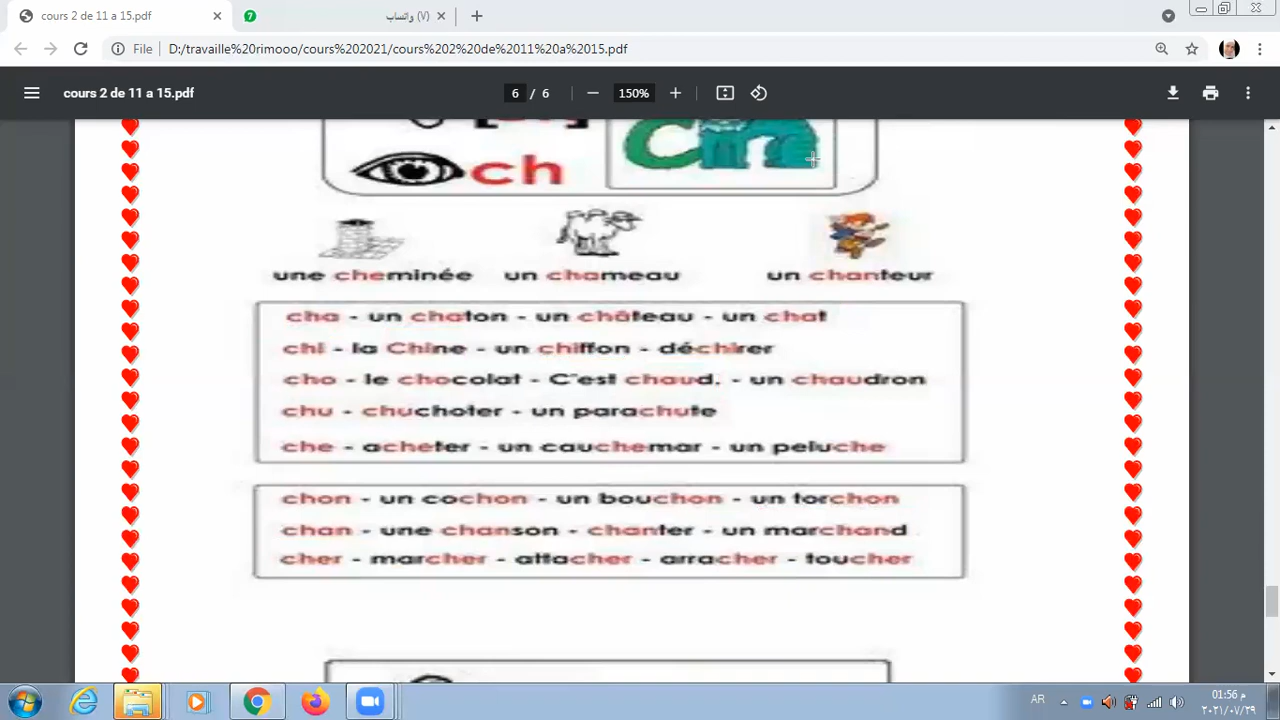 cours 2 de 11 a 15.pdf
واتساب (٧)
File D:/travaille%20rimooo/cours%202021/cours%202%20de%2011%20a%2015.pdf
cours 2 de 11 a 15.pdf 6 / 6 150%
ch
ch
une cheminée un chameau un chanteur
cha - un chaton - un château - un chat
chi - la Chine - un chiffon - déchirer
cho - le chocolat - C'est chaud. - un chaudron
chu - chuchoter - un parachute
che - acheter - un cauchemar - un peluche
chon - un cochon - un bouchon - un torchon
chan - une chanson - chanter - un marchand
cher - marcher - attacher - arracher - toucher
AR
01:56 م
٢٠٢١/٠٧/٢٩